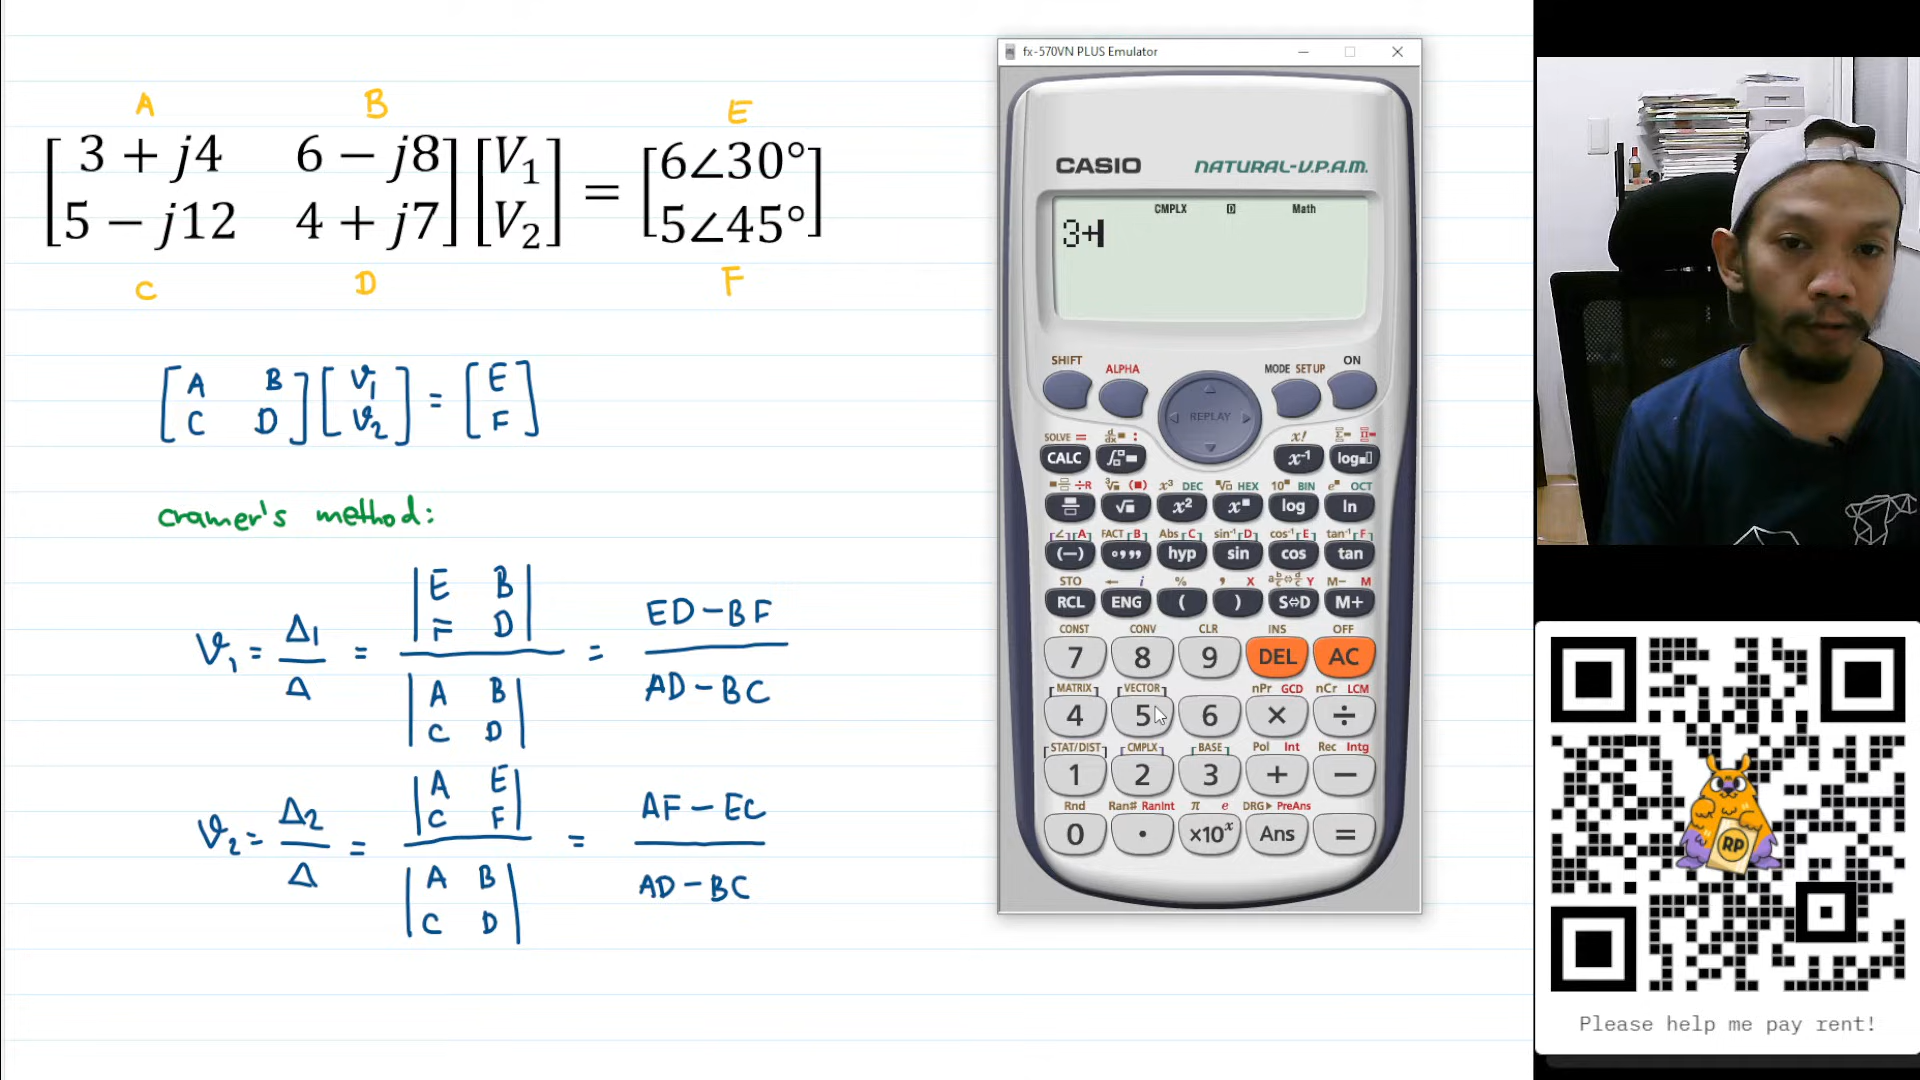 A B E
[3 + j4 6 − j8] [V₁] = [6∠30°]
[5 − j12 4 + j7] [V₂] [5∠45°]
C D F
[A B] [V₁] = [E]
[C D] [V₂] [F]
cramer's method:
V₁ = Δ₁/Δ = |E B; F D| / |A B; C D| = ED − BF / AD − BC
V₂ = Δ₂/Δ = |A E; C F| / |A B; C D| = AF − EC / AD − BC
fx-570VN PLUS Emulator
CASIO NATURAL-V.P.A.M.
CMPLX D Math
3+
SHIFT ALPHA MODE SETUP ON
REPLAY
SOLVE = d/dx : x! Σ Π
CALC ∫ x⁻¹ log
÷R ³√ x³ DEC HEX 10 BIN e OCT
√ x² x log ln
∠ A FACT B Abs C sin⁻¹ D cos⁻¹ E tan⁻¹ F
(−) °'" hyp sin cos tan
STO ← i % , X a b/c⇔d/c Y M− M
RCL ENG ( ) S⇔D M+
CONST CONV CLR INS OFF
7 8 9 DEL AC
MATRIX VECTOR nPr GCD nCr LCM
4 5 6 × ÷
STAT/DIST CMPLX BASE Pol Int Rec Intg
1 2 3 + −
Rnd Ran# RanInt π e DRG▸ PreAns
0 . ×10ˣ Ans =
RP
Please help me pay rent!